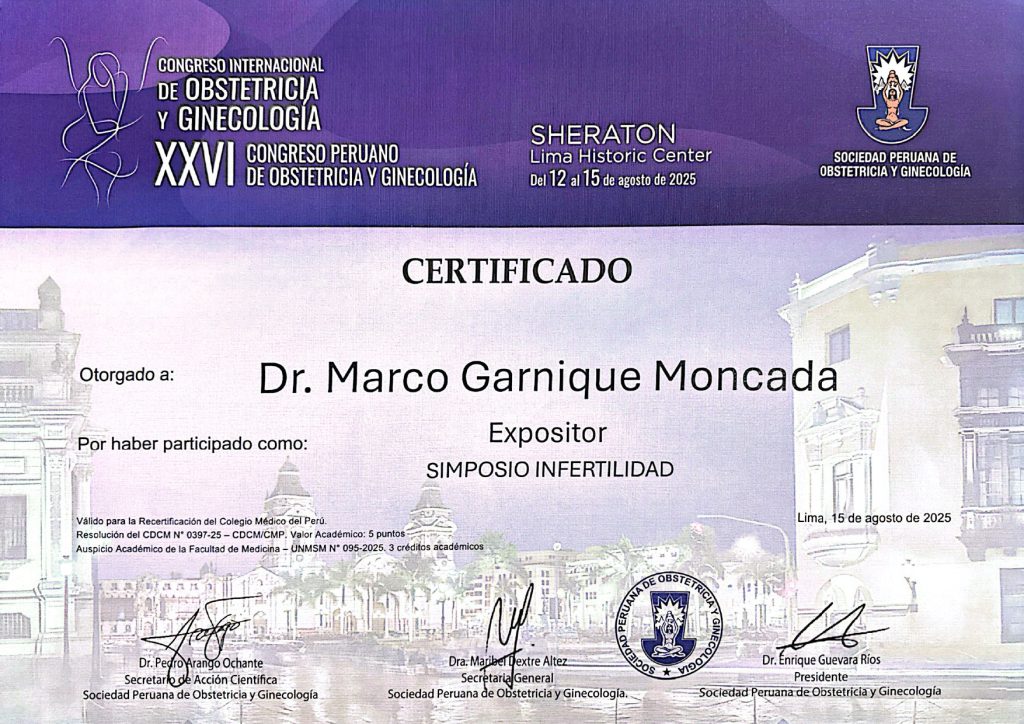 CONGRESO INTERNACIONAL
DE OBSTETRICIA
Y GINECOLOGÍA
XXVI CONGRESO PERUANO
DE OBSTETRICIA Y GINECOLOGÍA
SHERATON
Lima Historic Center
Del 12 al 15 de agosto de 2025
SOCIEDAD PERUANA DE
OBSTETRICIA Y GINECOLOGÍA
CERTIFICADO
Otorgado a: Dr. Marco Garnique Moncada
Por haber participado como: Expositor
SIMPOSIO INFERTILIDAD
Válido para la Recertificación del Colegio Médico del Perú.
Resolución del CDCM N° 0397-25 – CDCM/CMP. Valor Académico: 5 puntos
Auspicio Académico de la Facultad de Medicina – UNMSM N° 095-2025. 3 créditos académicos
Lima, 15 de agosto de 2025
Dr. Pedro Arango Ochante
Secretario de Acción Científica
Sociedad Peruana de Obstetricia y Ginecología
Dra. Maribel Dextre Altez
Secretaria General
Sociedad Peruana de Obstetricia y Ginecología.
SOCIEDAD PERUANA DE OBSTETRICIA Y GINECOLOGÍA
Dr. Enrique Guevara Ríos
Presidente
Sociedad Peruana de Obstetricia y Ginecología